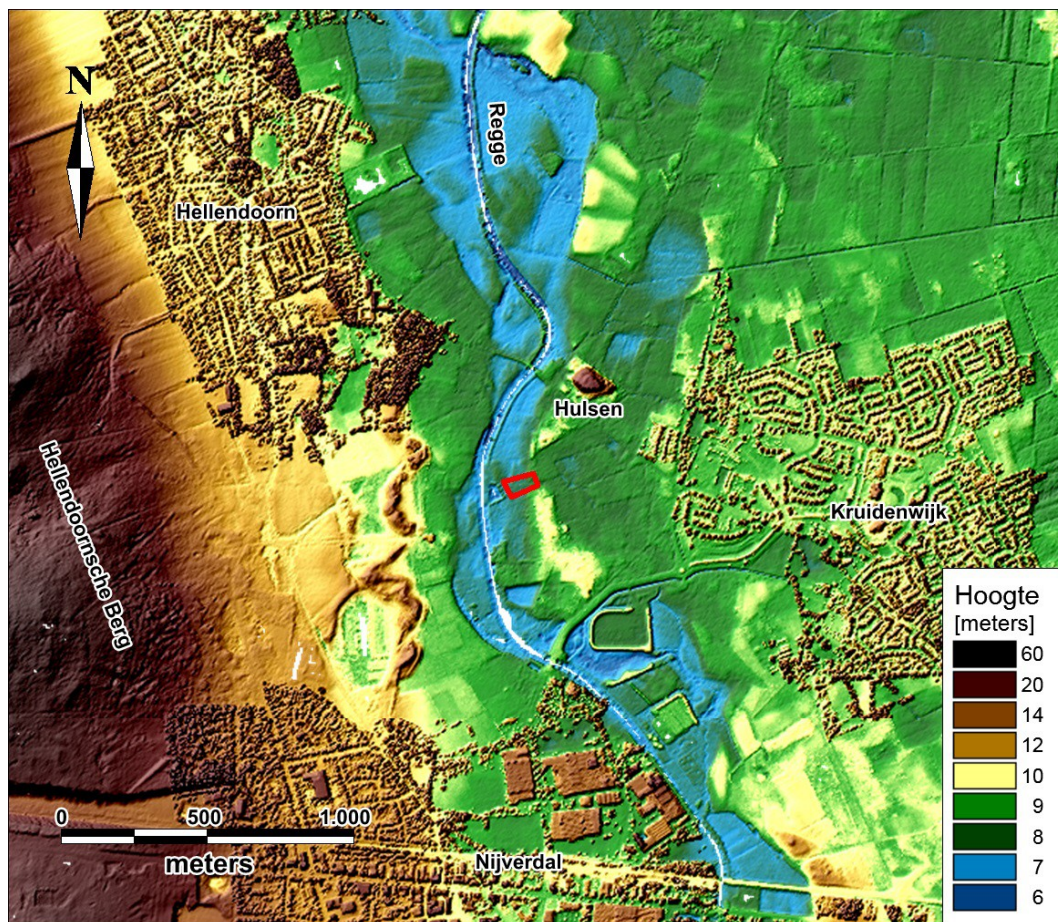 N
Regge
Hellendoorn
Hulsen
Hellendoornsche Berg
Kruidenwijk
Hoogte
[meters]
60
20
14
12
10
9
8
7
6
0 500 1.000
meters
Nijverdal